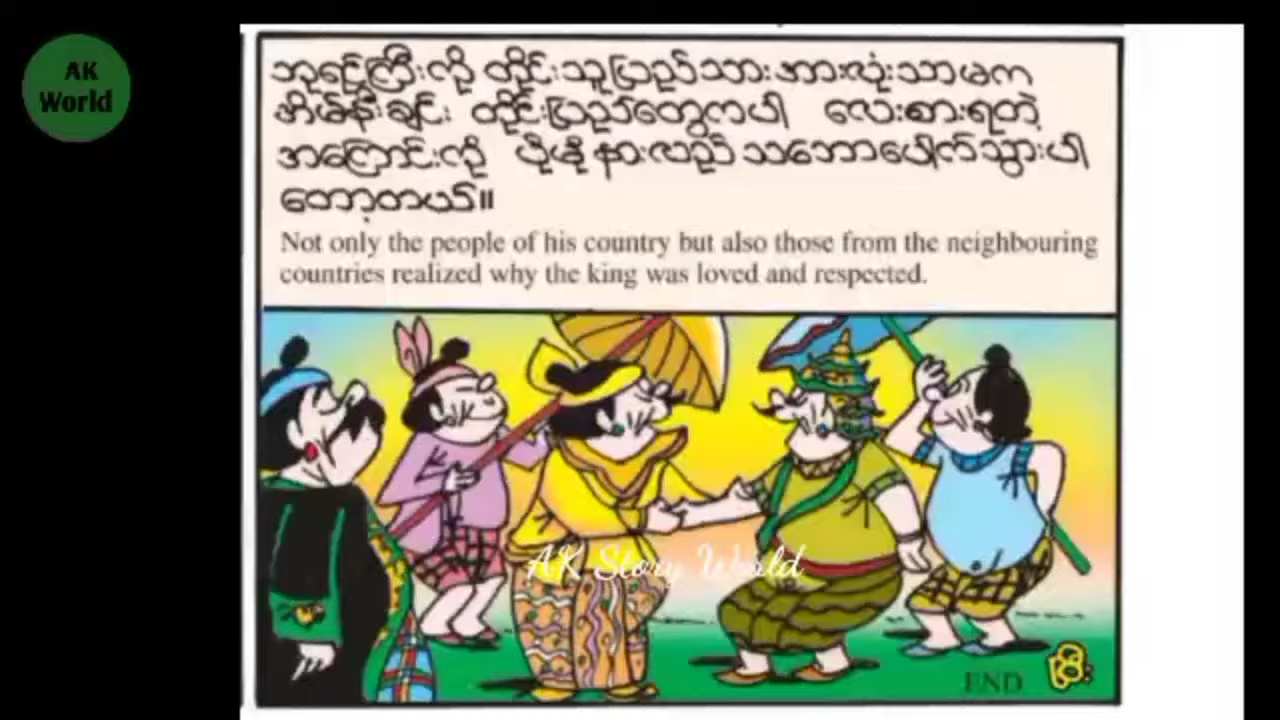 AK
World
ဘုရင်ကြီးကို တိုင်းသူပြည်သားအားလုံးသာမက
အိမ်နီးချင်း တိုင်းပြည်တွေကပါ လေးစားရတဲ့
အကြောင်းကို ပိုမို နားလည် သဘောပေါက်သွားပါ
တော့တယ်။
Not only the people of his country but also those from the neighbouring
countries realized why the king was loved and respected.
AK Story World
END